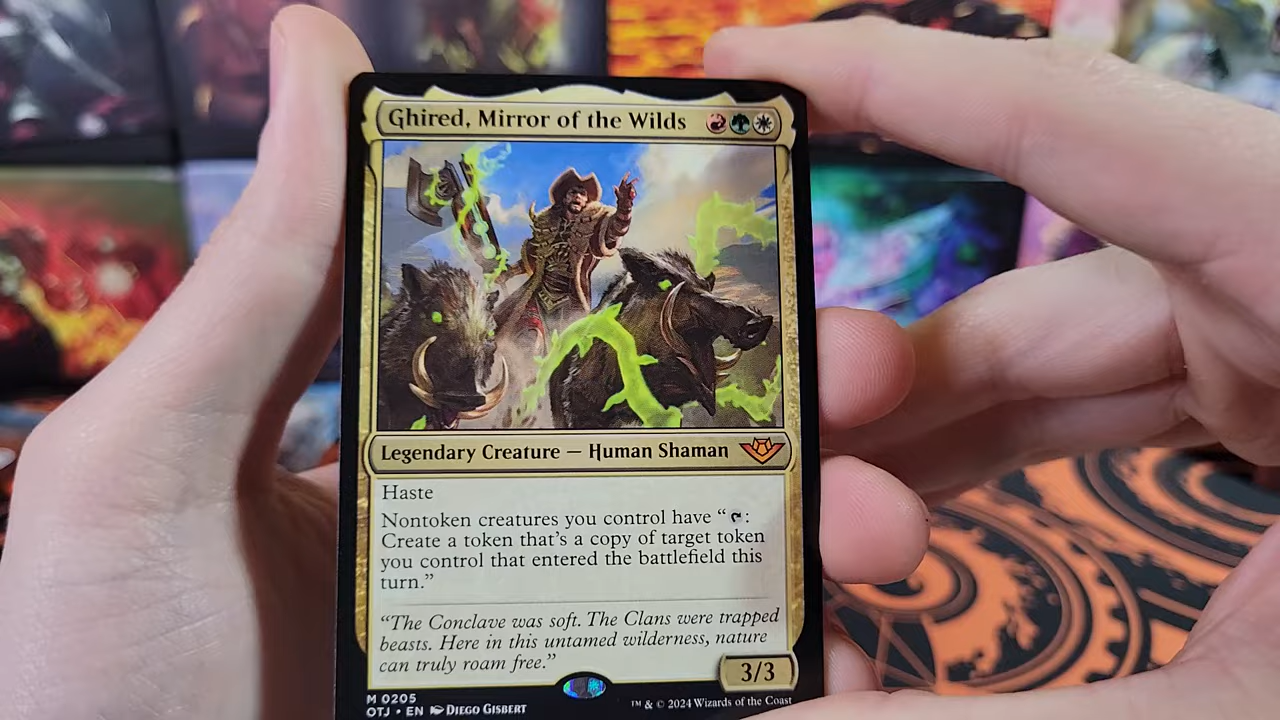 Ghired, Mirror of the Wilds
Legendary Creature — Human Shaman
Haste
Nontoken creatures you control have “ :
Create a token that’s a copy of target token
you control that entered the battlefield this
turn.”
“The Conclave was soft. The Clans were trapped
beasts. Here in this untamed wilderness, nature
can truly roam free.”
3/3
M 0205
OTJ • EN DIEGO GISBERT
™ & © 2024 Wizards of the Coast